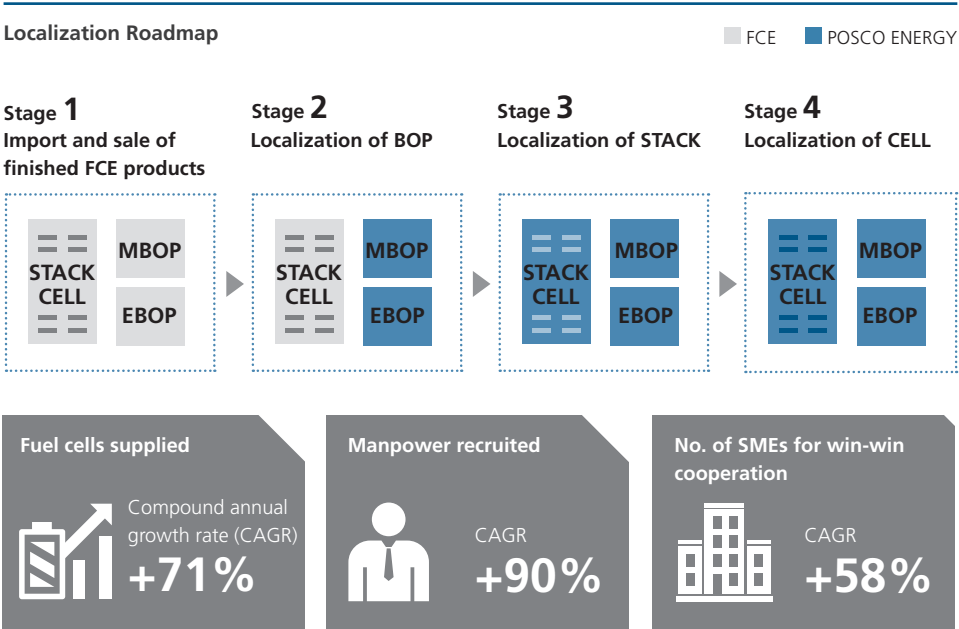 Localization Roadmap
FCE
POSCO ENERGY
Stage 1
Import and sale of
finished FCE products
Stage 2
Localization of BOP
Stage 3
Localization of STACK
Stage 4
Localization of CELL
STACK
CELL
MBOP
EBOP
STACK
CELL
MBOP
EBOP
STACK
CELL
MBOP
EBOP
STACK
CELL
MBOP
EBOP
Fuel cells supplied
Compound annual
growth rate (CAGR)
+71%
Manpower recruited
CAGR
+90%
No. of SMEs for win-win
cooperation
CAGR
+58%